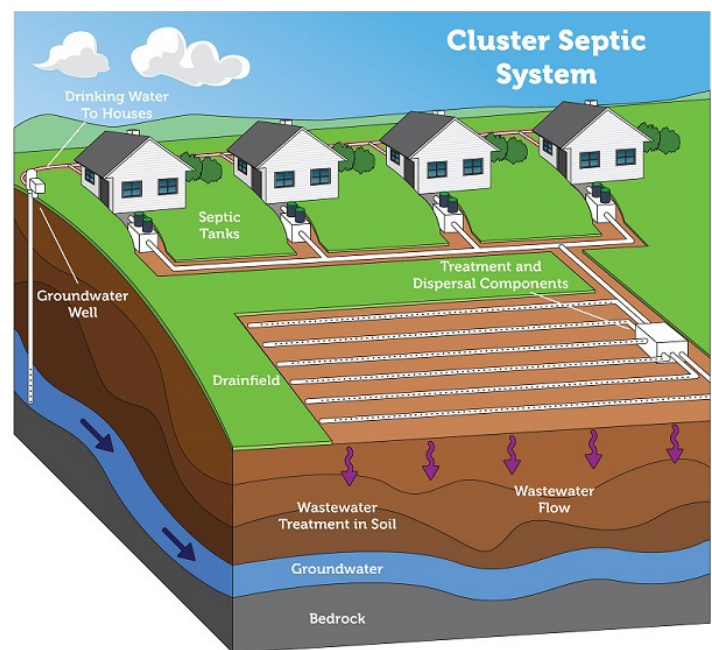 Cluster Septic
System
Drinking Water
To Houses
Septic
Tanks
Groundwater
Well
Treatment and
Dispersal Components
Drainfield
Wastewater
Treatment in Soil
Wastewater
Flow
Groundwater
Bedrock